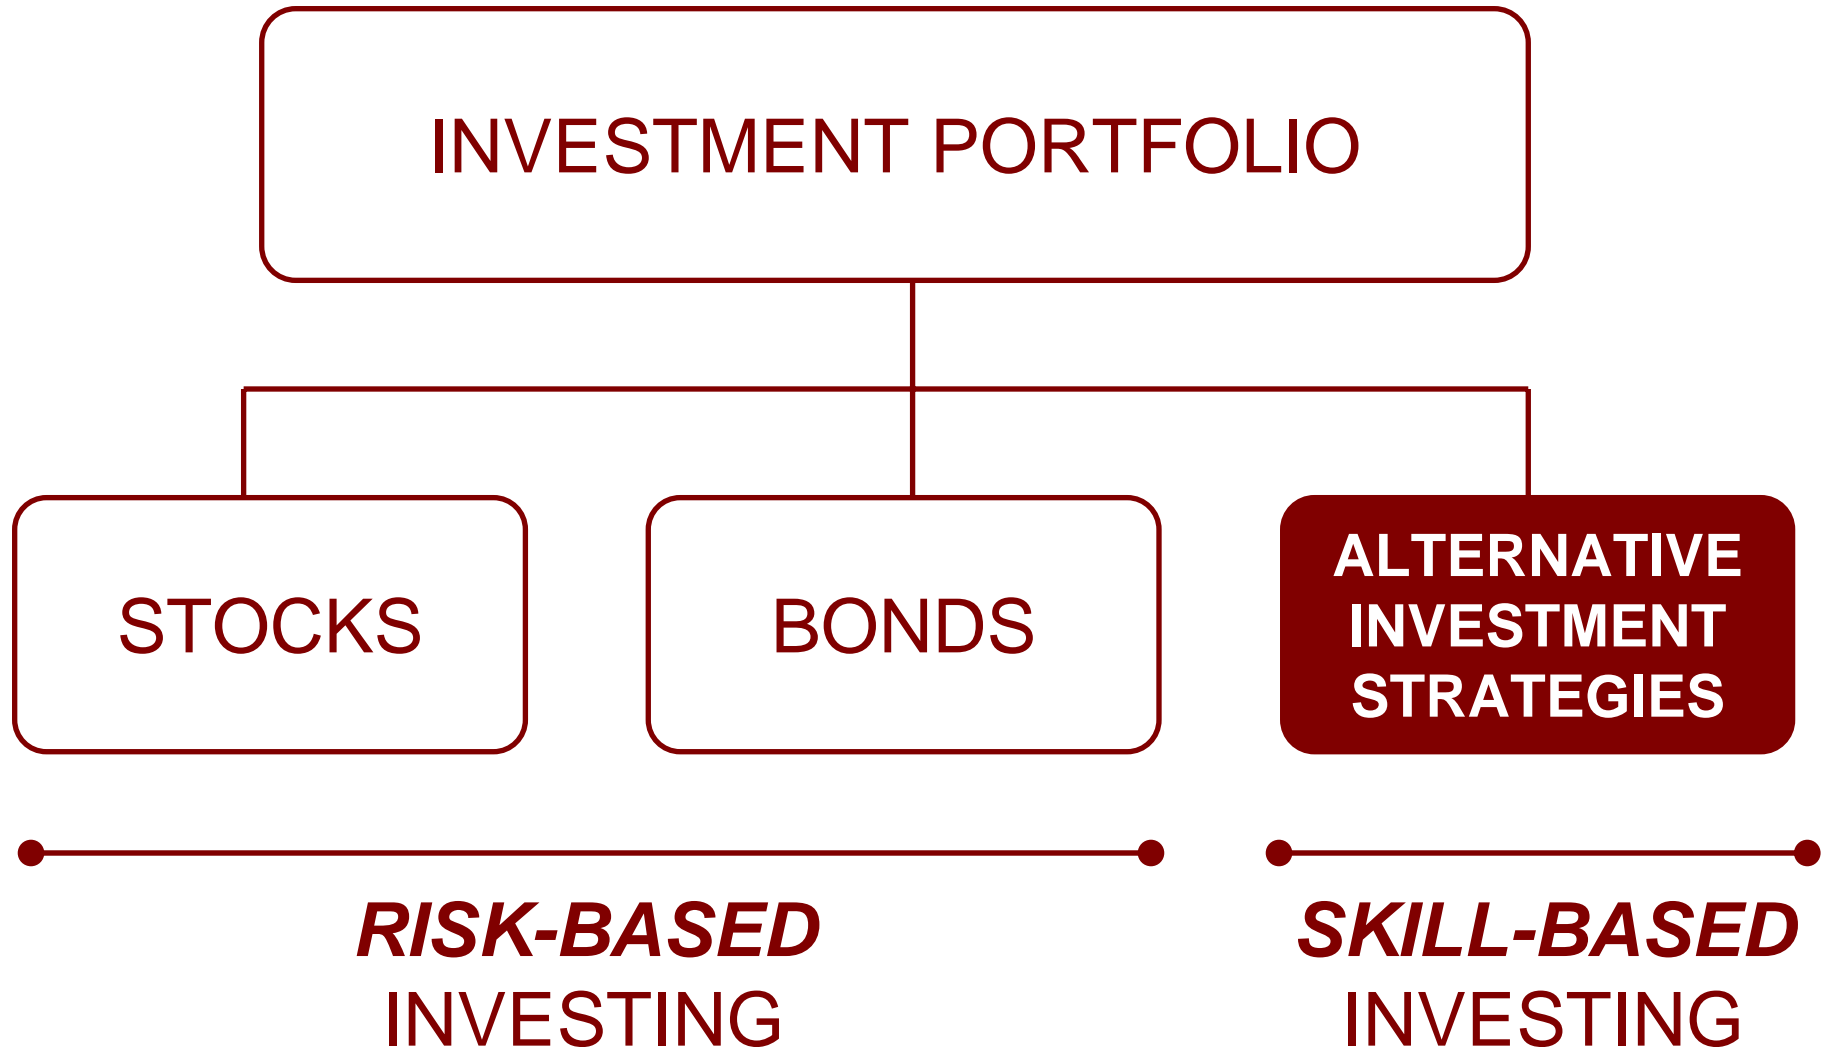 INVESTMENT PORTFOLIO
STOCKS
BONDS
ALTERNATIVE
INVESTMENT
STRATEGIES
RISK-BASED
INVESTING
SKILL-BASED
INVESTING